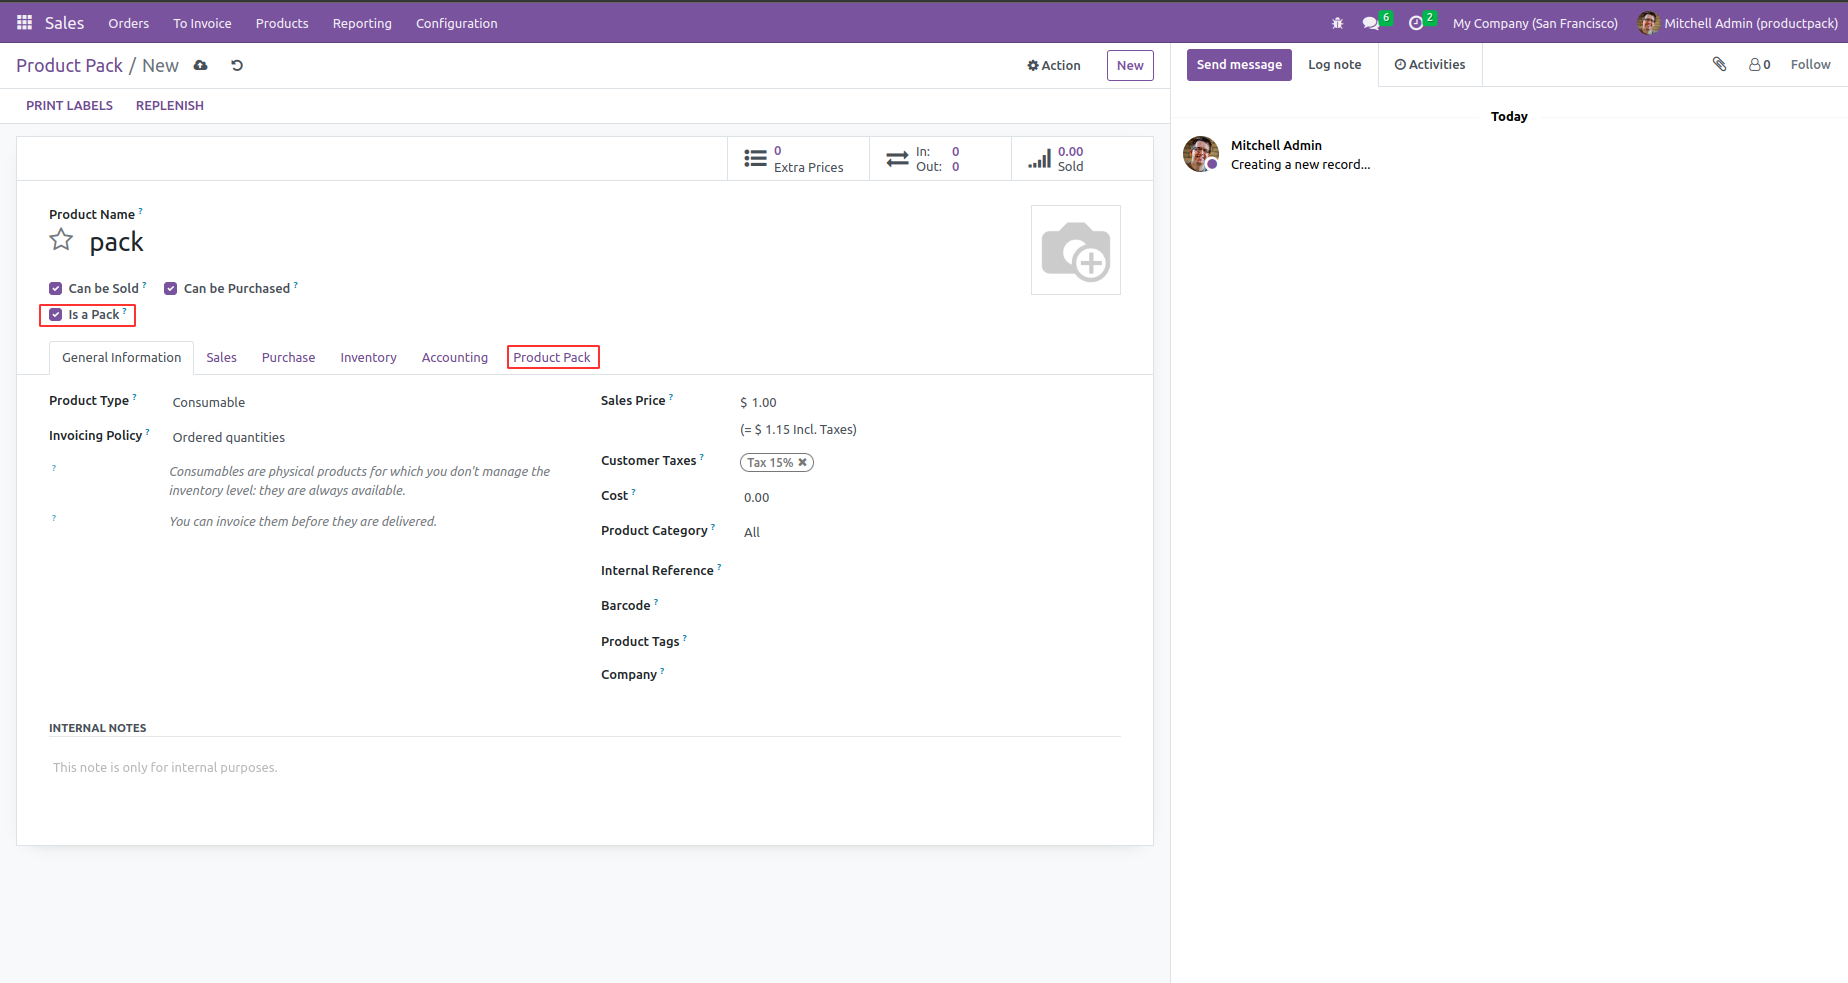 Sales Orders To Invoice Products Reporting Configuration 6 2 My Company (San Francisco) Mitchell Admin (productpack)
Product Pack / New Action New
PRINT LABELS REPLENISH
0
Extra Prices
In: 0
Out: 0
0.00
Sold
Product Name ?
pack
Can be Sold ? Can be Purchased ?
Is a Pack ?
General Information Sales Purchase Inventory Accounting Product Pack
Product Type ? Consumable
Invoicing Policy ? Ordered quantities
? Consumables are physical products for which you don't manage the
inventory level: they are always available.
? You can invoice them before they are delivered.
Sales Price ? $ 1.00
(= $ 1.15 Incl. Taxes)
Customer Taxes ? Tax 15% ✖
Cost ? 0.00
Product Category ? All
Internal Reference ?
Barcode ?
Product Tags ?
Company ?
INTERNAL NOTES
This note is only for internal purposes.
Send message Log note Activities 0 Follow
Today
Mitchell Admin
Creating a new record...